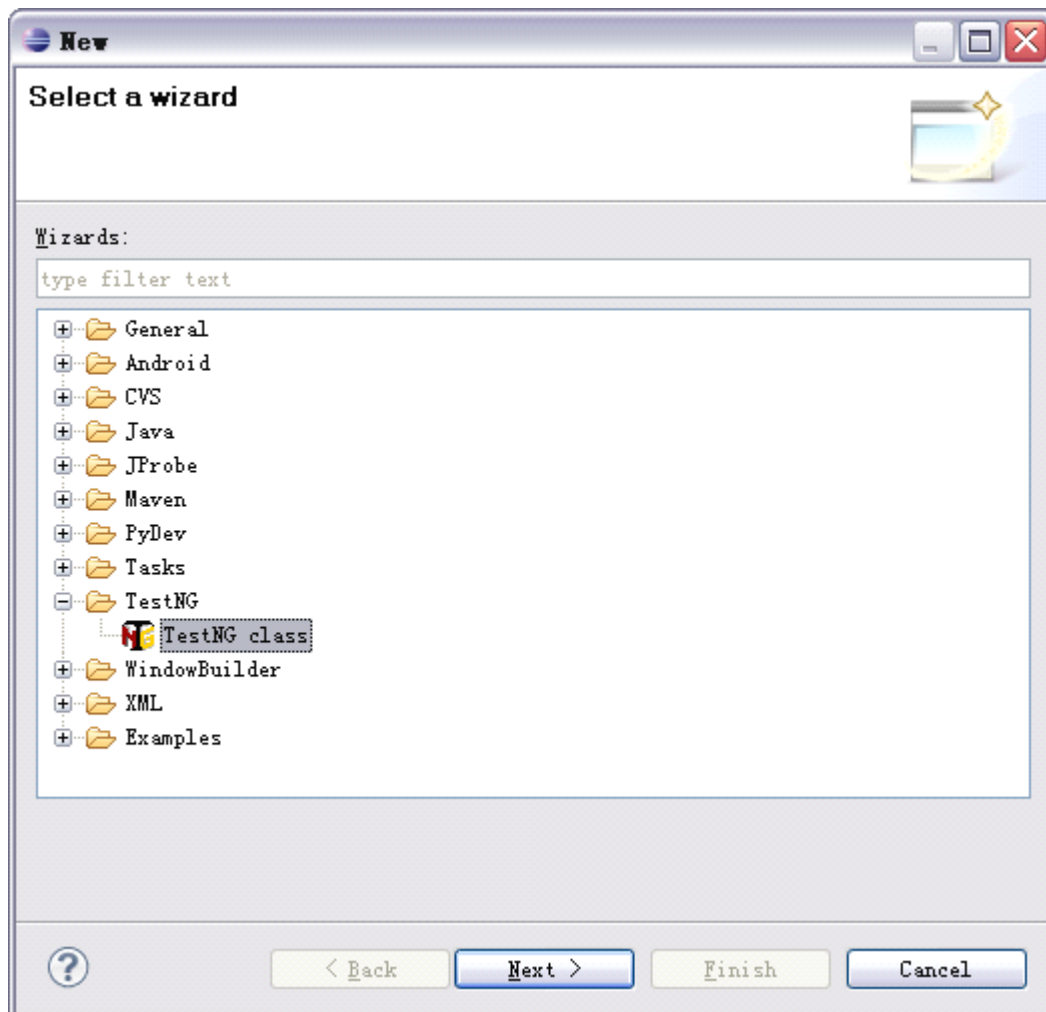 New
Select a wizard
Wizards:
type filter text
General
Android
CVS
Java
JProbe
Maven
PyDev
Tasks
TestNG
TestNG class
WindowBuilder
XML
Examples
< Back
Next >
Finish
Cancel